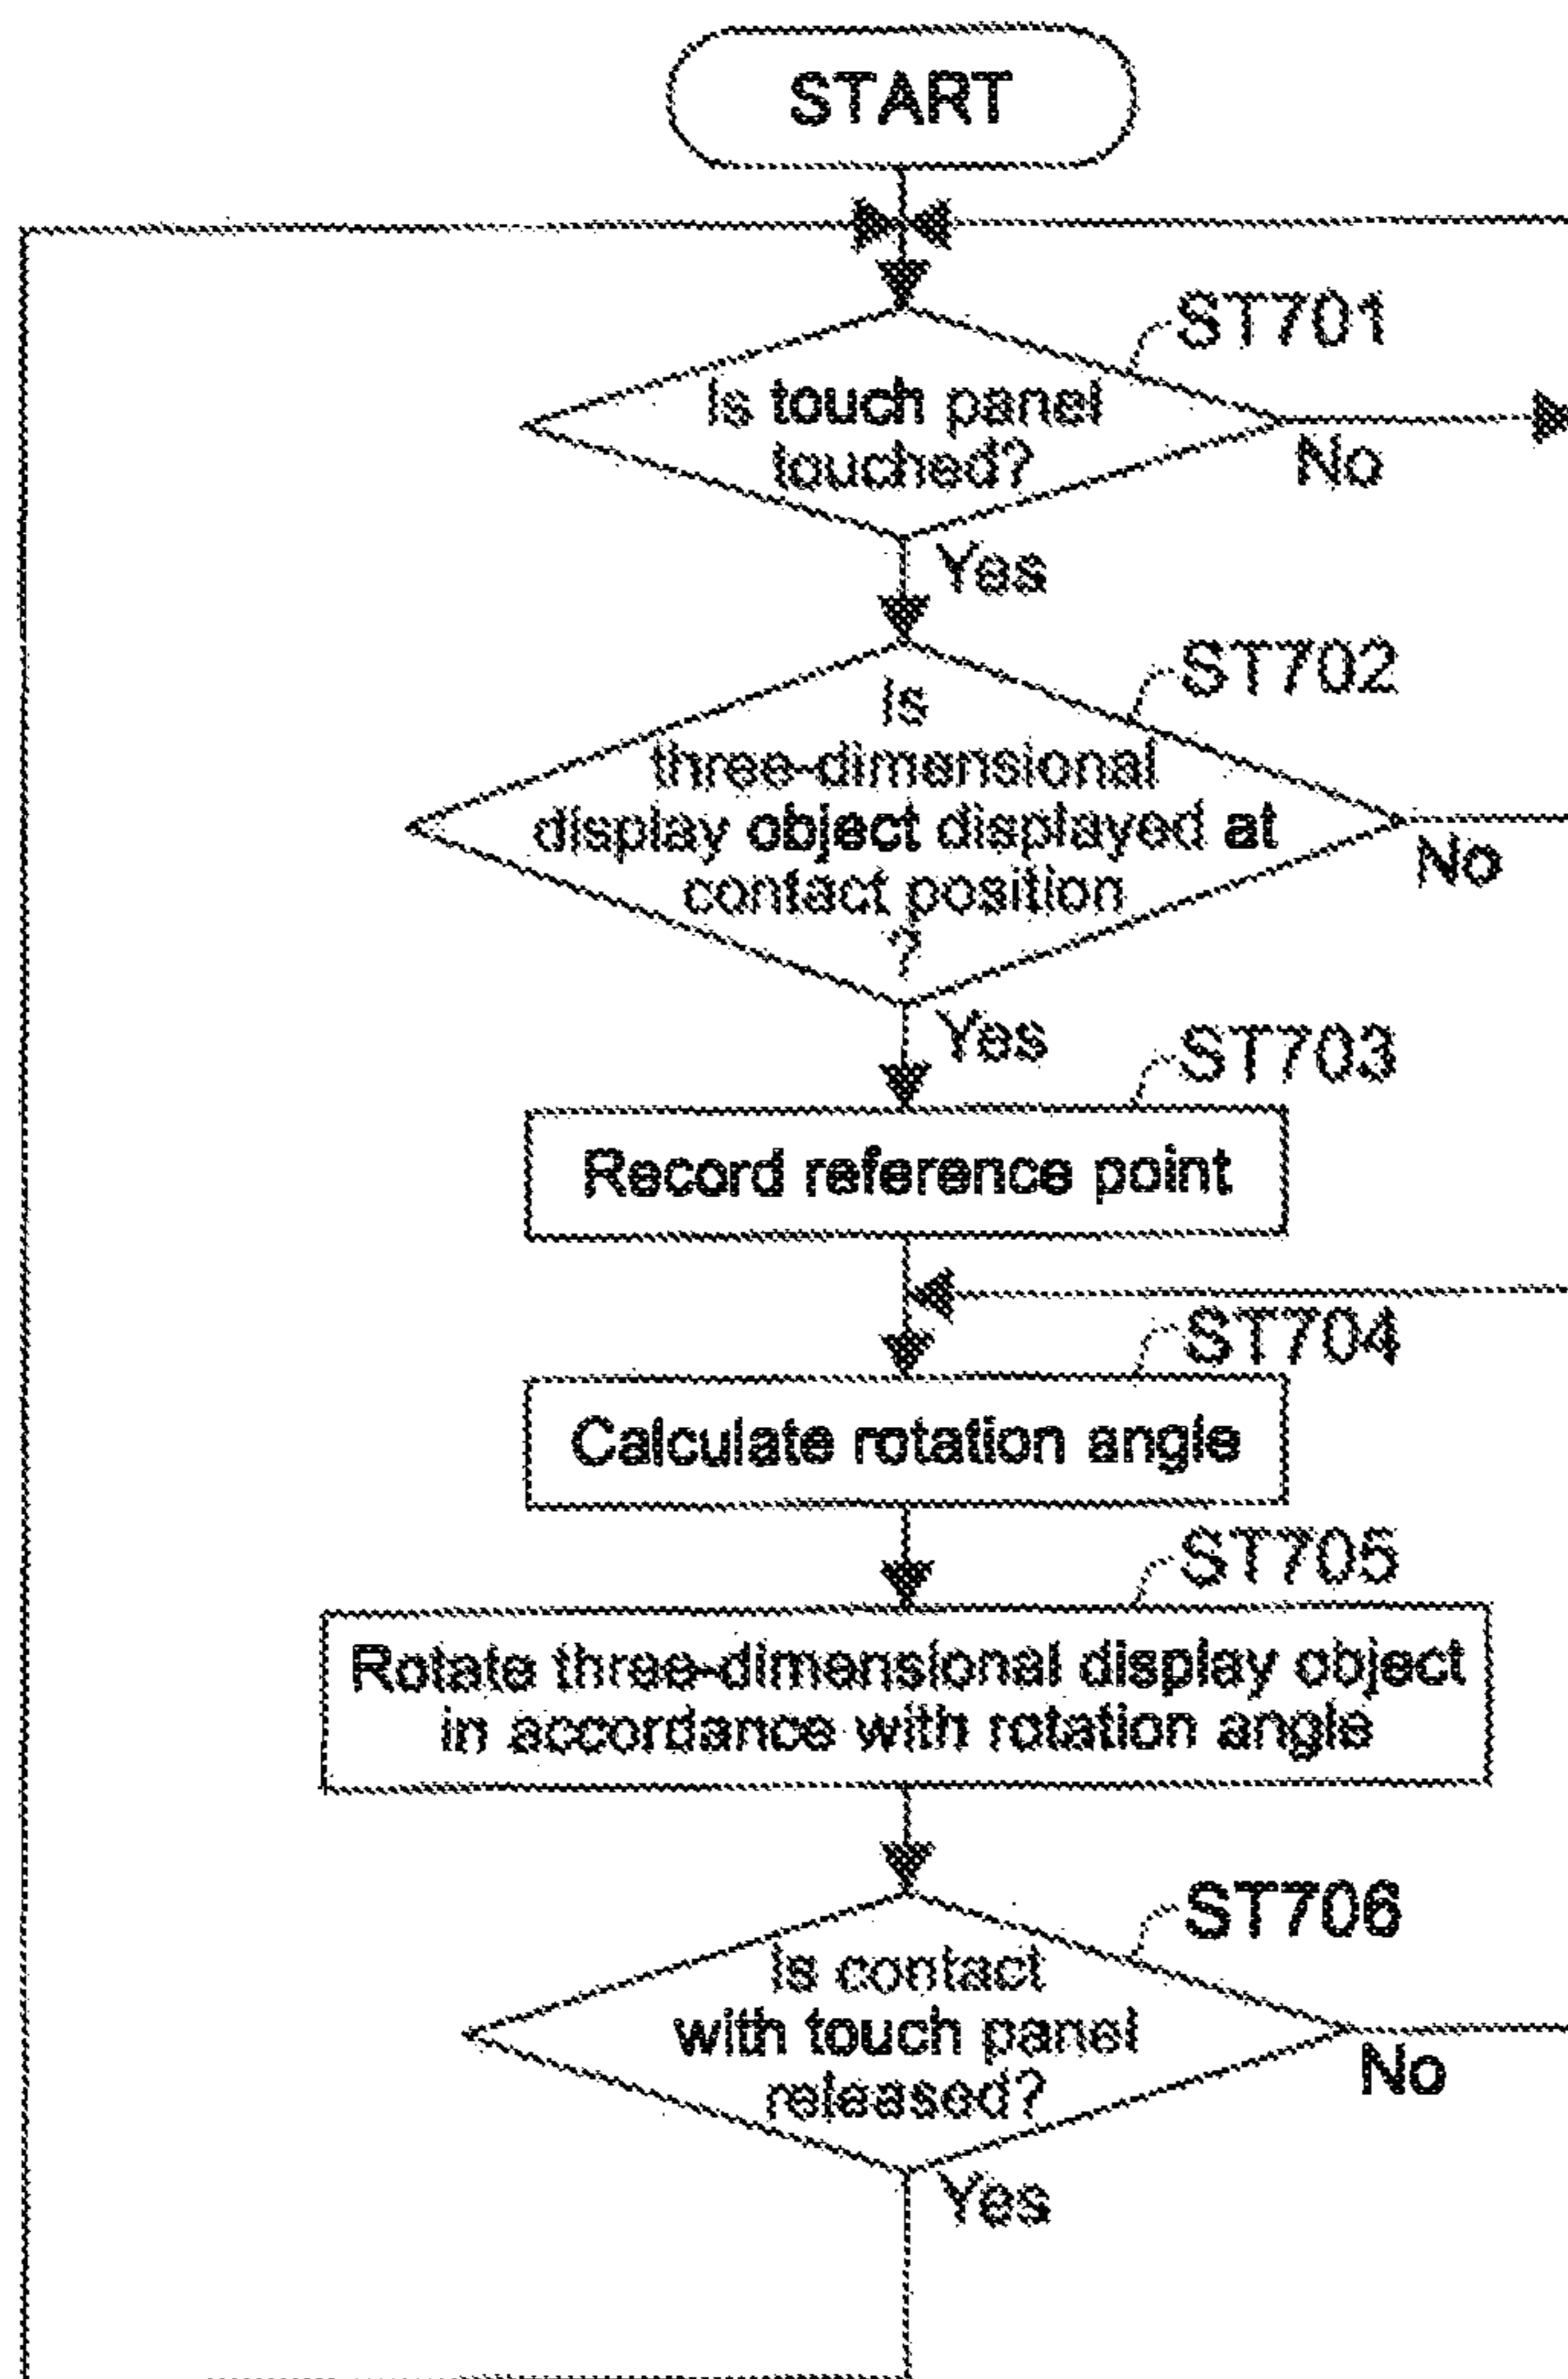 START
ST701
Is touch panel
touched?
No
Yes
ST702
Is
three-dimensional
display object displayed at
contact position
?
No
Yes
ST703
Record reference point
ST704
Calculate rotation angle
ST705
Rotate three-dimensional display object
in accordance with rotation angle
ST706
Is contact
with touch panel
released?
No
Yes